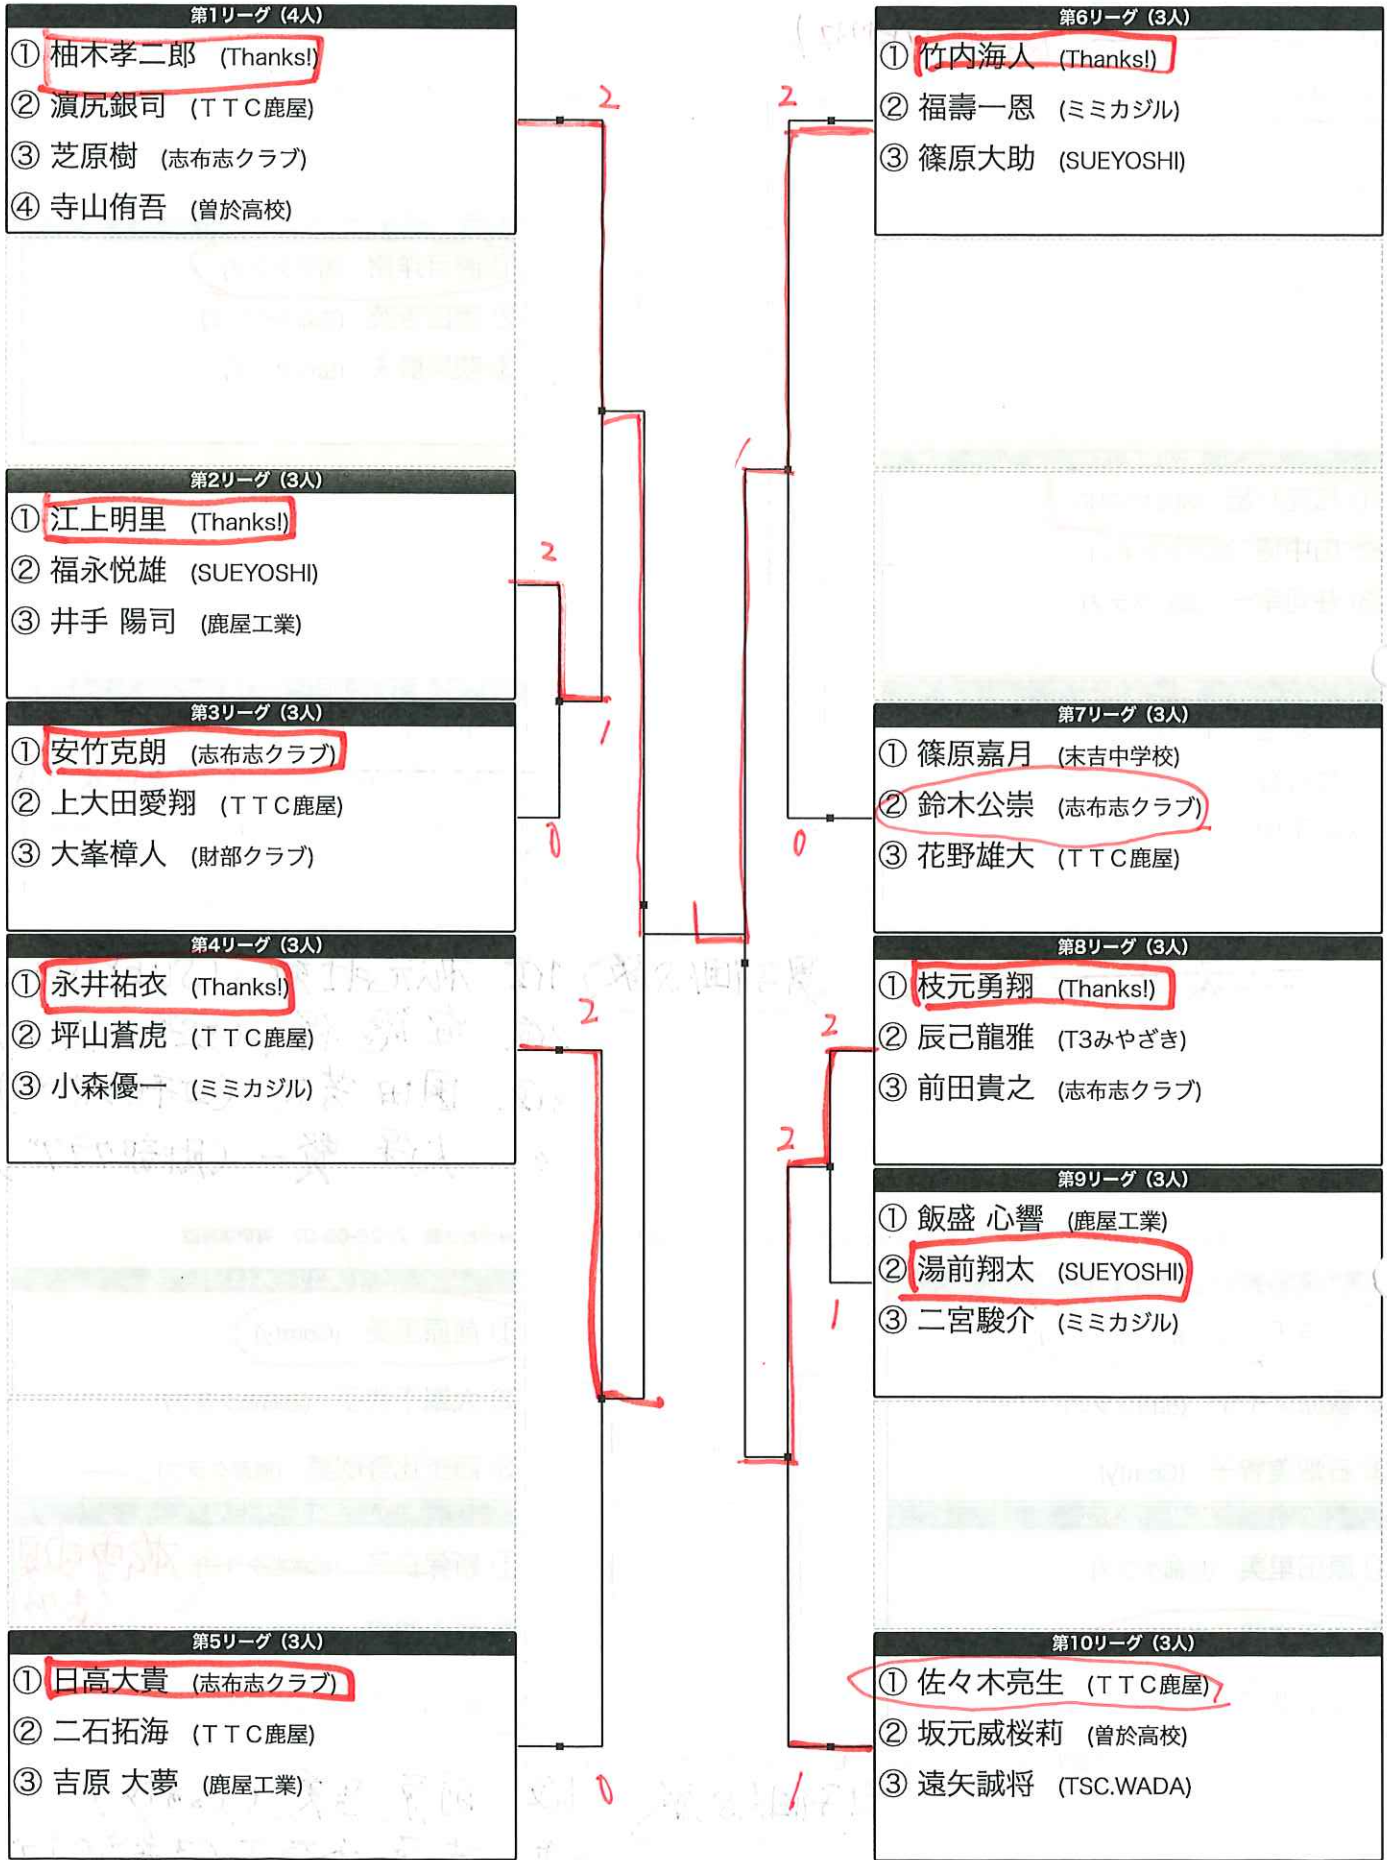 第1リーグ (4人)
① 柚木孝二郎 (Thanks!)
② 濵尻銀司 (ＴＴＣ鹿屋)
③ 芝原樹 (志布志クラブ)
④ 寺山侑吾 (曽於高校)
第2リーグ (3人)
① 江上明里 (Thanks!)
② 福永悦雄 (SUEYOSHI)
③ 井手 陽司 (鹿屋工業)
第3リーグ (3人)
① 安竹克朗 (志布志クラブ)
② 上大田愛翔 (ＴＴＣ鹿屋)
③ 大峯樟人 (財部クラブ)
第4リーグ (3人)
① 永井祐衣 (Thanks!)
② 坪山蒼虎 (ＴＴＣ鹿屋)
③ 小森優一 (ミミカジル)
第5リーグ (3人)
① 日高大貴 (志布志クラブ)
② 二石拓海 (ＴＴＣ鹿屋)
③ 吉原 大夢 (鹿屋工業)
2
2
1
0
2
0
2
1
0
2
2
1
1
第6リーグ (3人)
① 竹内海人 (Thanks!)
② 福壽一恩 (ミミカジル)
③ 篠原大助 (SUEYOSHI)
第7リーグ (3人)
① 篠原嘉月 (末吉中学校)
② 鈴木公崇 (志布志クラブ)
③ 花野雄大 (ＴＴＣ鹿屋)
第8リーグ (3人)
① 枝元勇翔 (Thanks!)
② 辰己龍雅 (T3みやざき)
③ 前田貴之 (志布志クラブ)
第9リーグ (3人)
① 飯盛 心響 (鹿屋工業)
② 湯前翔太 (SUEYOSHI)
③ 二宮駿介 (ミミカジル)
第10リーグ (3人)
① 佐々木亮生 (ＴＴＣ鹿屋)
② 坂元威桜莉 (曽於高校)
③ 遠矢誠将 (TSC.WADA)